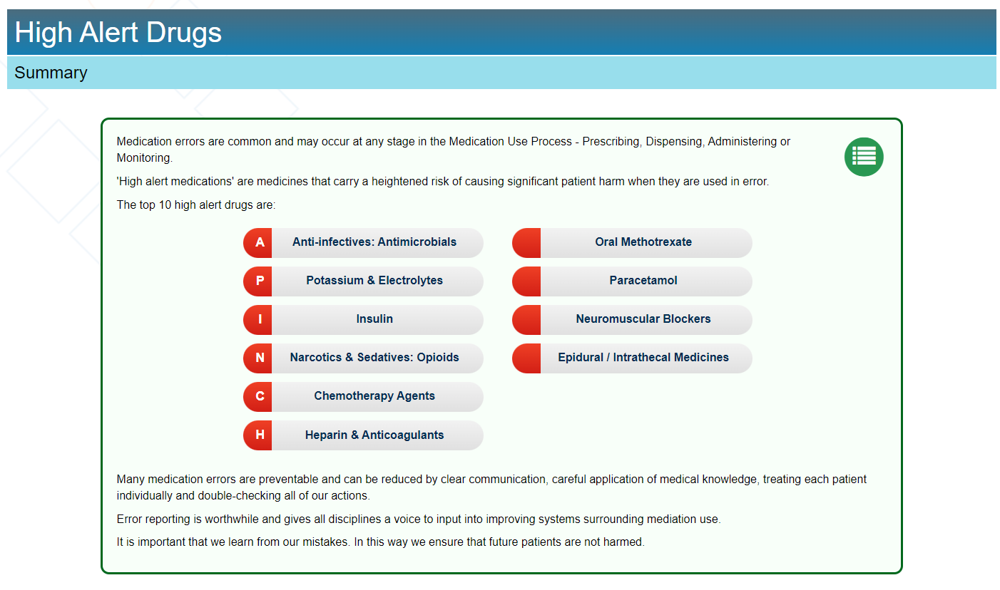 High Alert Drugs
Summary
Medication errors are common and may occur at any stage in the Medication Use Process - Prescribing, Dispensing, Administering or
Monitoring.
'High alert medications' are medicines that carry a heightened risk of causing significant patient harm when they are used in error.
The top 10 high alert drugs are:
A Anti-infectives: Antimicrobials
P Potassium & Electrolytes
I Insulin
N Narcotics & Sedatives: Opioids
C Chemotherapy Agents
H Heparin & Anticoagulants
Oral Methotrexate
Paracetamol
Neuromuscular Blockers
Epidural / Intrathecal Medicines
Many medication errors are preventable and can be reduced by clear communication, careful application of medical knowledge, treating each patient
individually and double-checking all of our actions.
Error reporting is worthwhile and gives all disciplines a voice to input into improving systems surrounding mediation use.
It is important that we learn from our mistakes. In this way we ensure that future patients are not harmed.